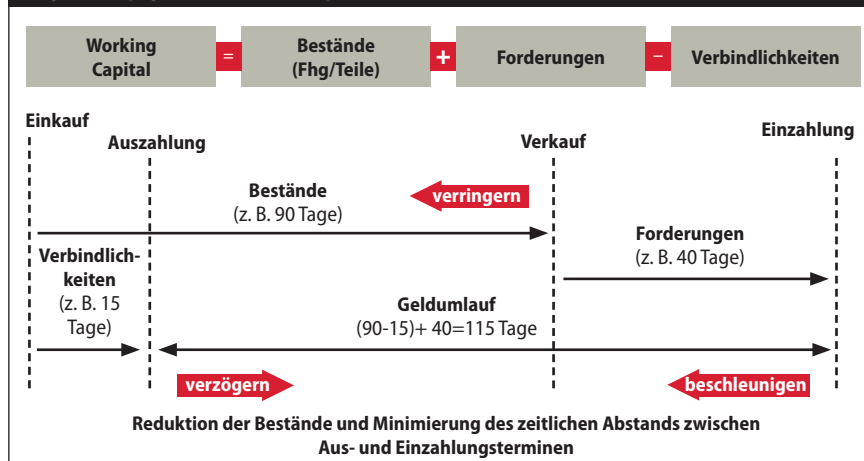 Working
Capital
=
Bestände
(Fhg/Teile)
+
Forderungen
–
Verbindlichkeiten
Einkauf
Auszahlung
Verkauf
Einzahlung
Bestände
(z. B. 90 Tage)
verringern
Forderungen
(z. B. 40 Tage)
Verbindlich-
keiten
(z. B. 15
Tage)
Geldumlauf
(90-15)+ 40=115 Tage
verzögern
beschleunigen
Reduktion der Bestände und Minimierung des zeitlichen Abstands zwischen
Aus- und Einzahlungsterminen